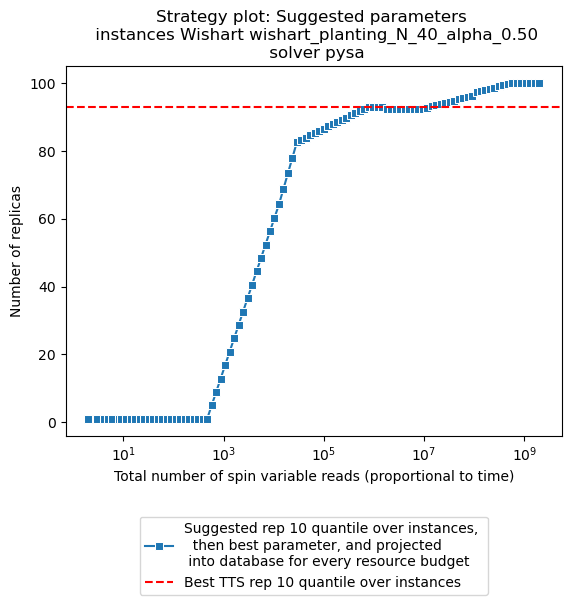 Strategy plot: Suggested parameters
instances Wishart wishart_planting_N_40_alpha_0.50
solver pysa
Number of replicas
100
80
60
40
20
0
10^1
10^3
10^5
10^7
10^9
Total number of spin variable reads (proportional to time)
Suggested rep 10 quantile over instances,
then best parameter, and projected
into database for every resource budget
Best TTS rep 10 quantile over instances